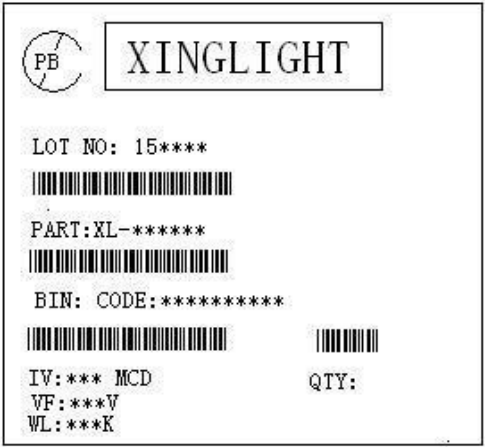 PB
XINGLIGHT
LOT NO: 15****
PART:XL-******
BIN: CODE:**********
IV:*** MCD
QTY:
VF:***V
WL:***K